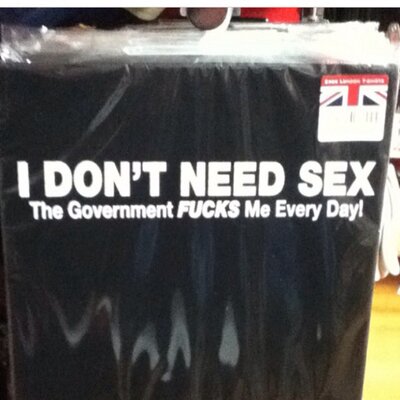 I DON'T NEED SEX
The Government FUCKS Me Every Day!